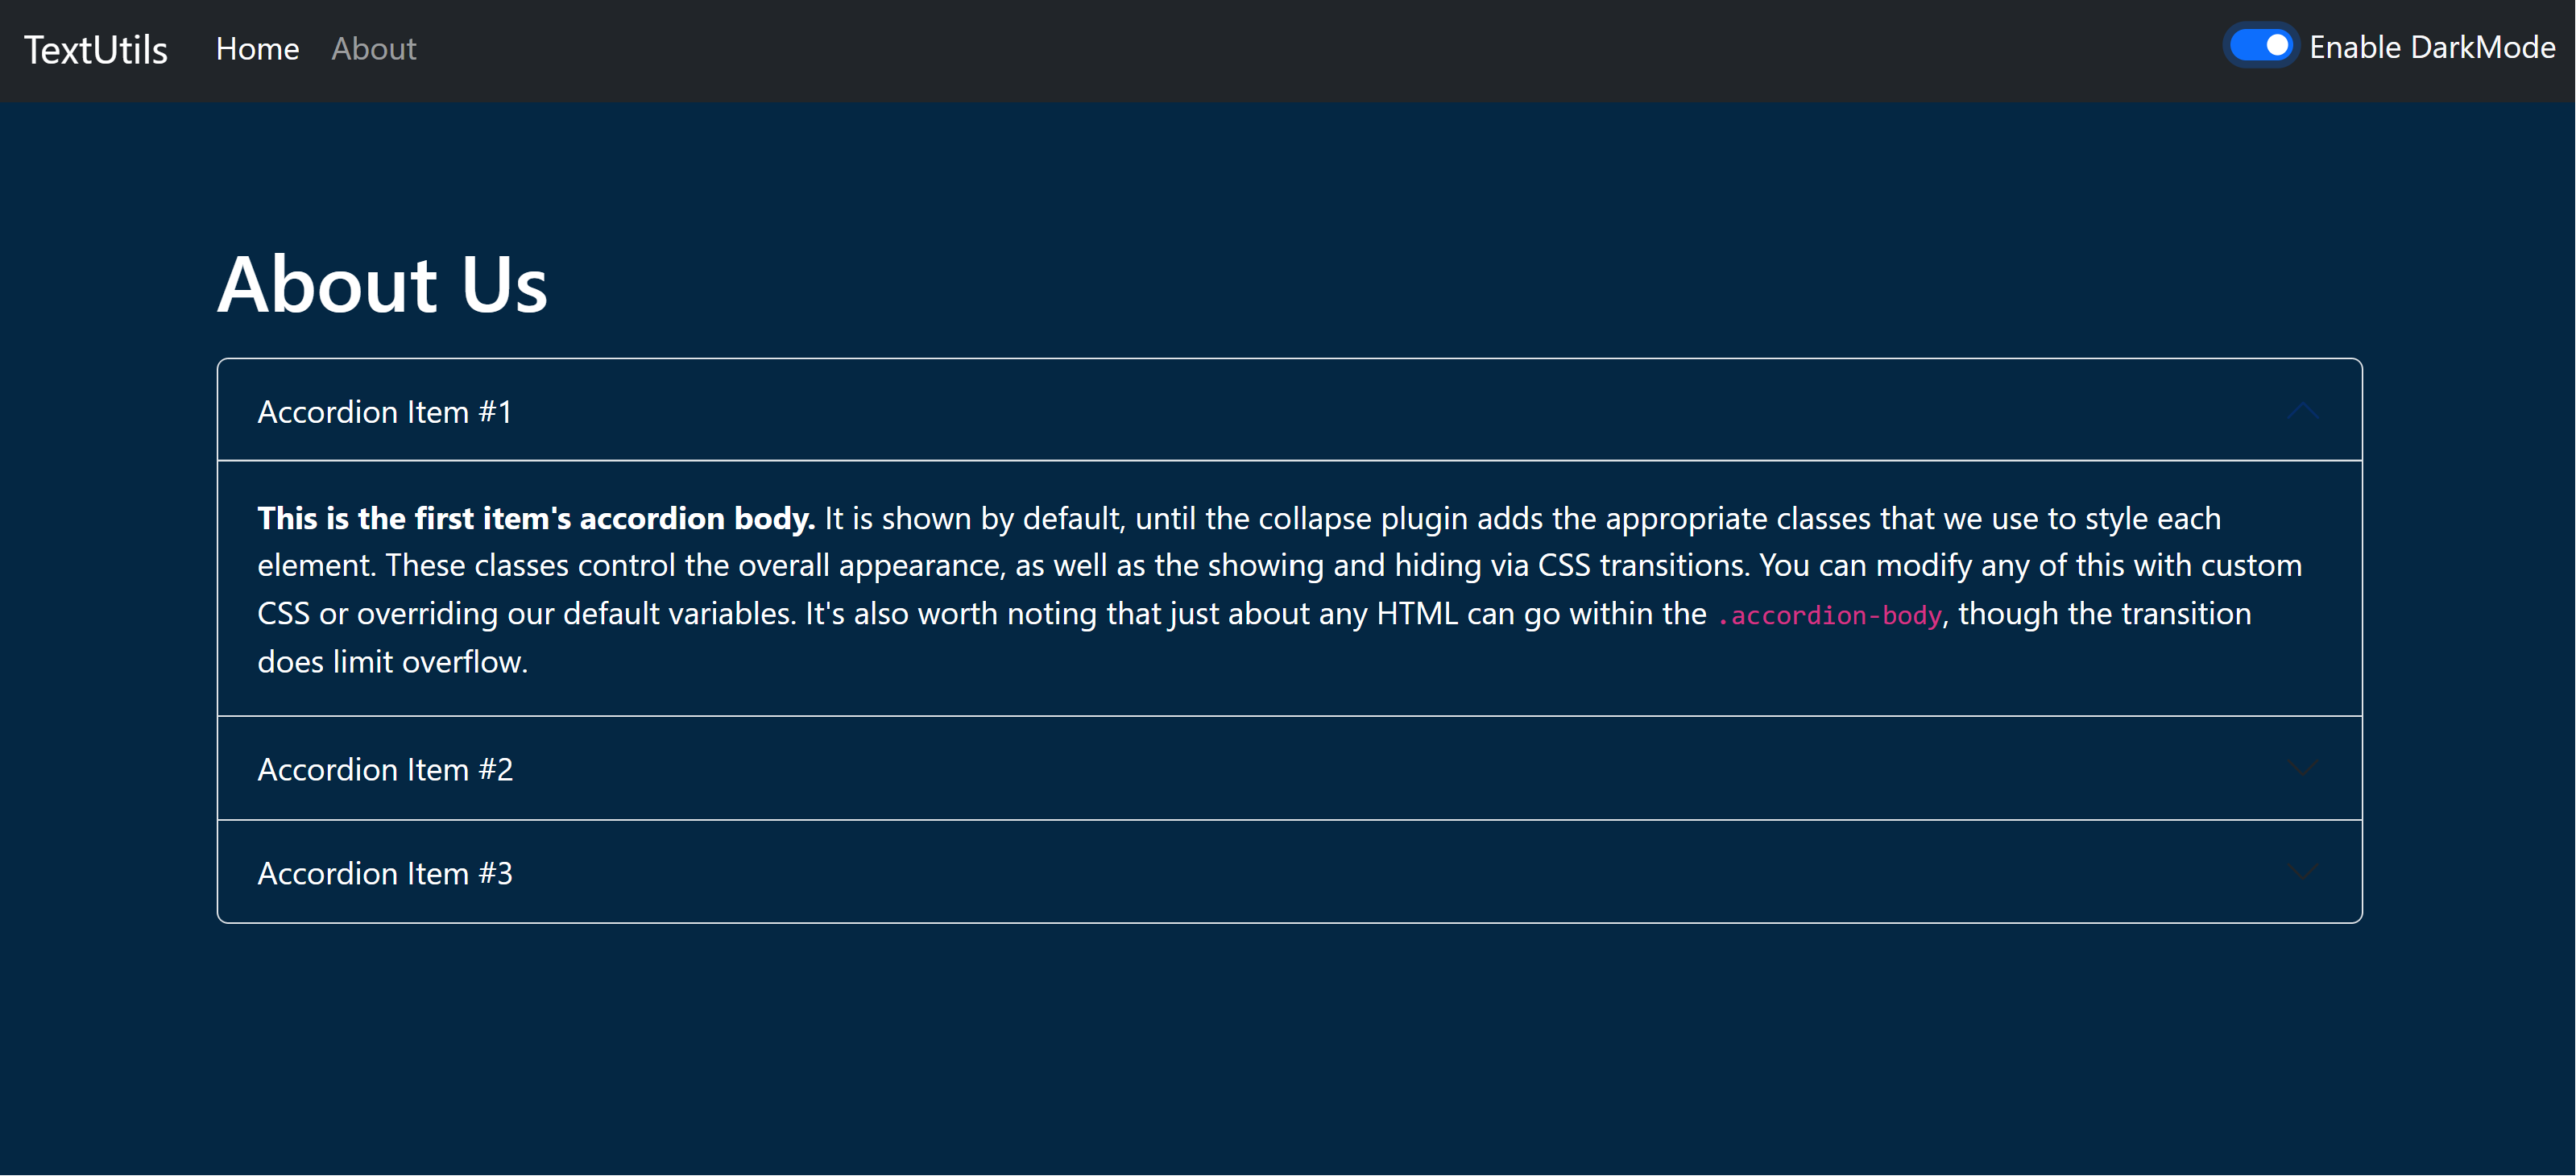 TextUtils Home About Enable DarkMode
About Us
Accordion Item #1
This is the first item's accordion body. It is shown by default, until the collapse plugin adds the appropriate classes that we use to style each
element. These classes control the overall appearance, as well as the showing and hiding via CSS transitions. You can modify any of this with custom
CSS or overriding our default variables. It's also worth noting that just about any HTML can go within the .accordion-body, though the transition
does limit overflow.
Accordion Item #2
Accordion Item #3